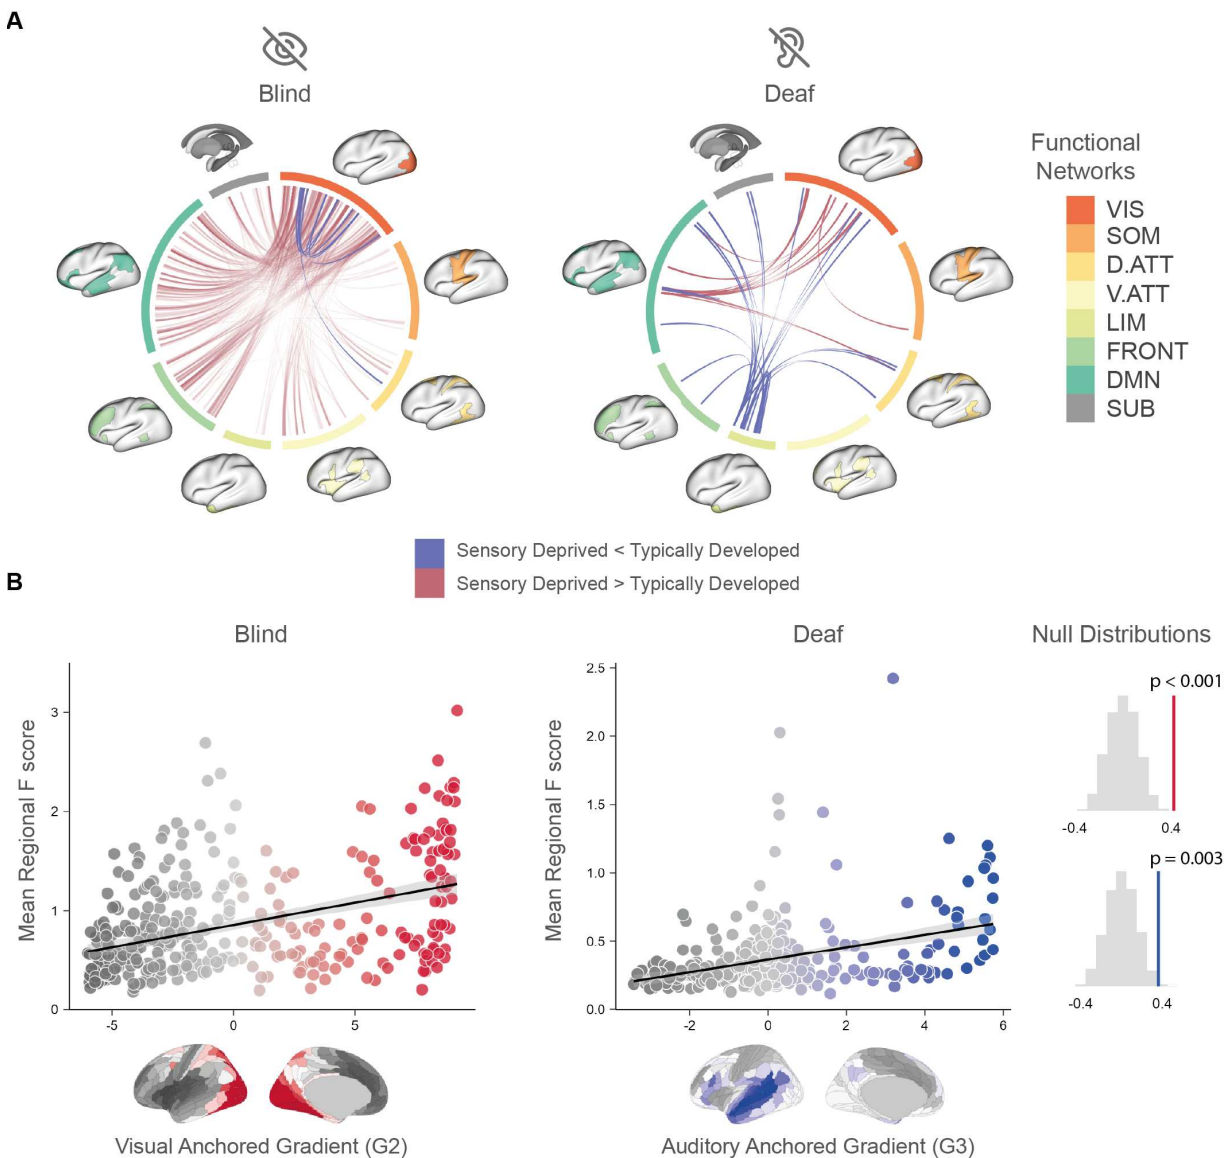 A
Blind
Deaf
Functional
Networks
VIS
SOM
D.ATT
V.ATT
LIM
FRONT
DMN
SUB
Sensory Deprived < Typically Developed
Sensory Deprived > Typically Developed
B
Blind
Deaf
Null Distributions
Mean Regional F score
3
2
1
0
-5
0
5
Visual Anchored Gradient (G2)
Mean Regional F score
2.5
2.0
1.5
1.0
0.5
0.0
-2
0
2
4
6
Auditory Anchored Gradient (G3)
p < 0.001
-0.4
0.4
p = 0.003
-0.4
0.4